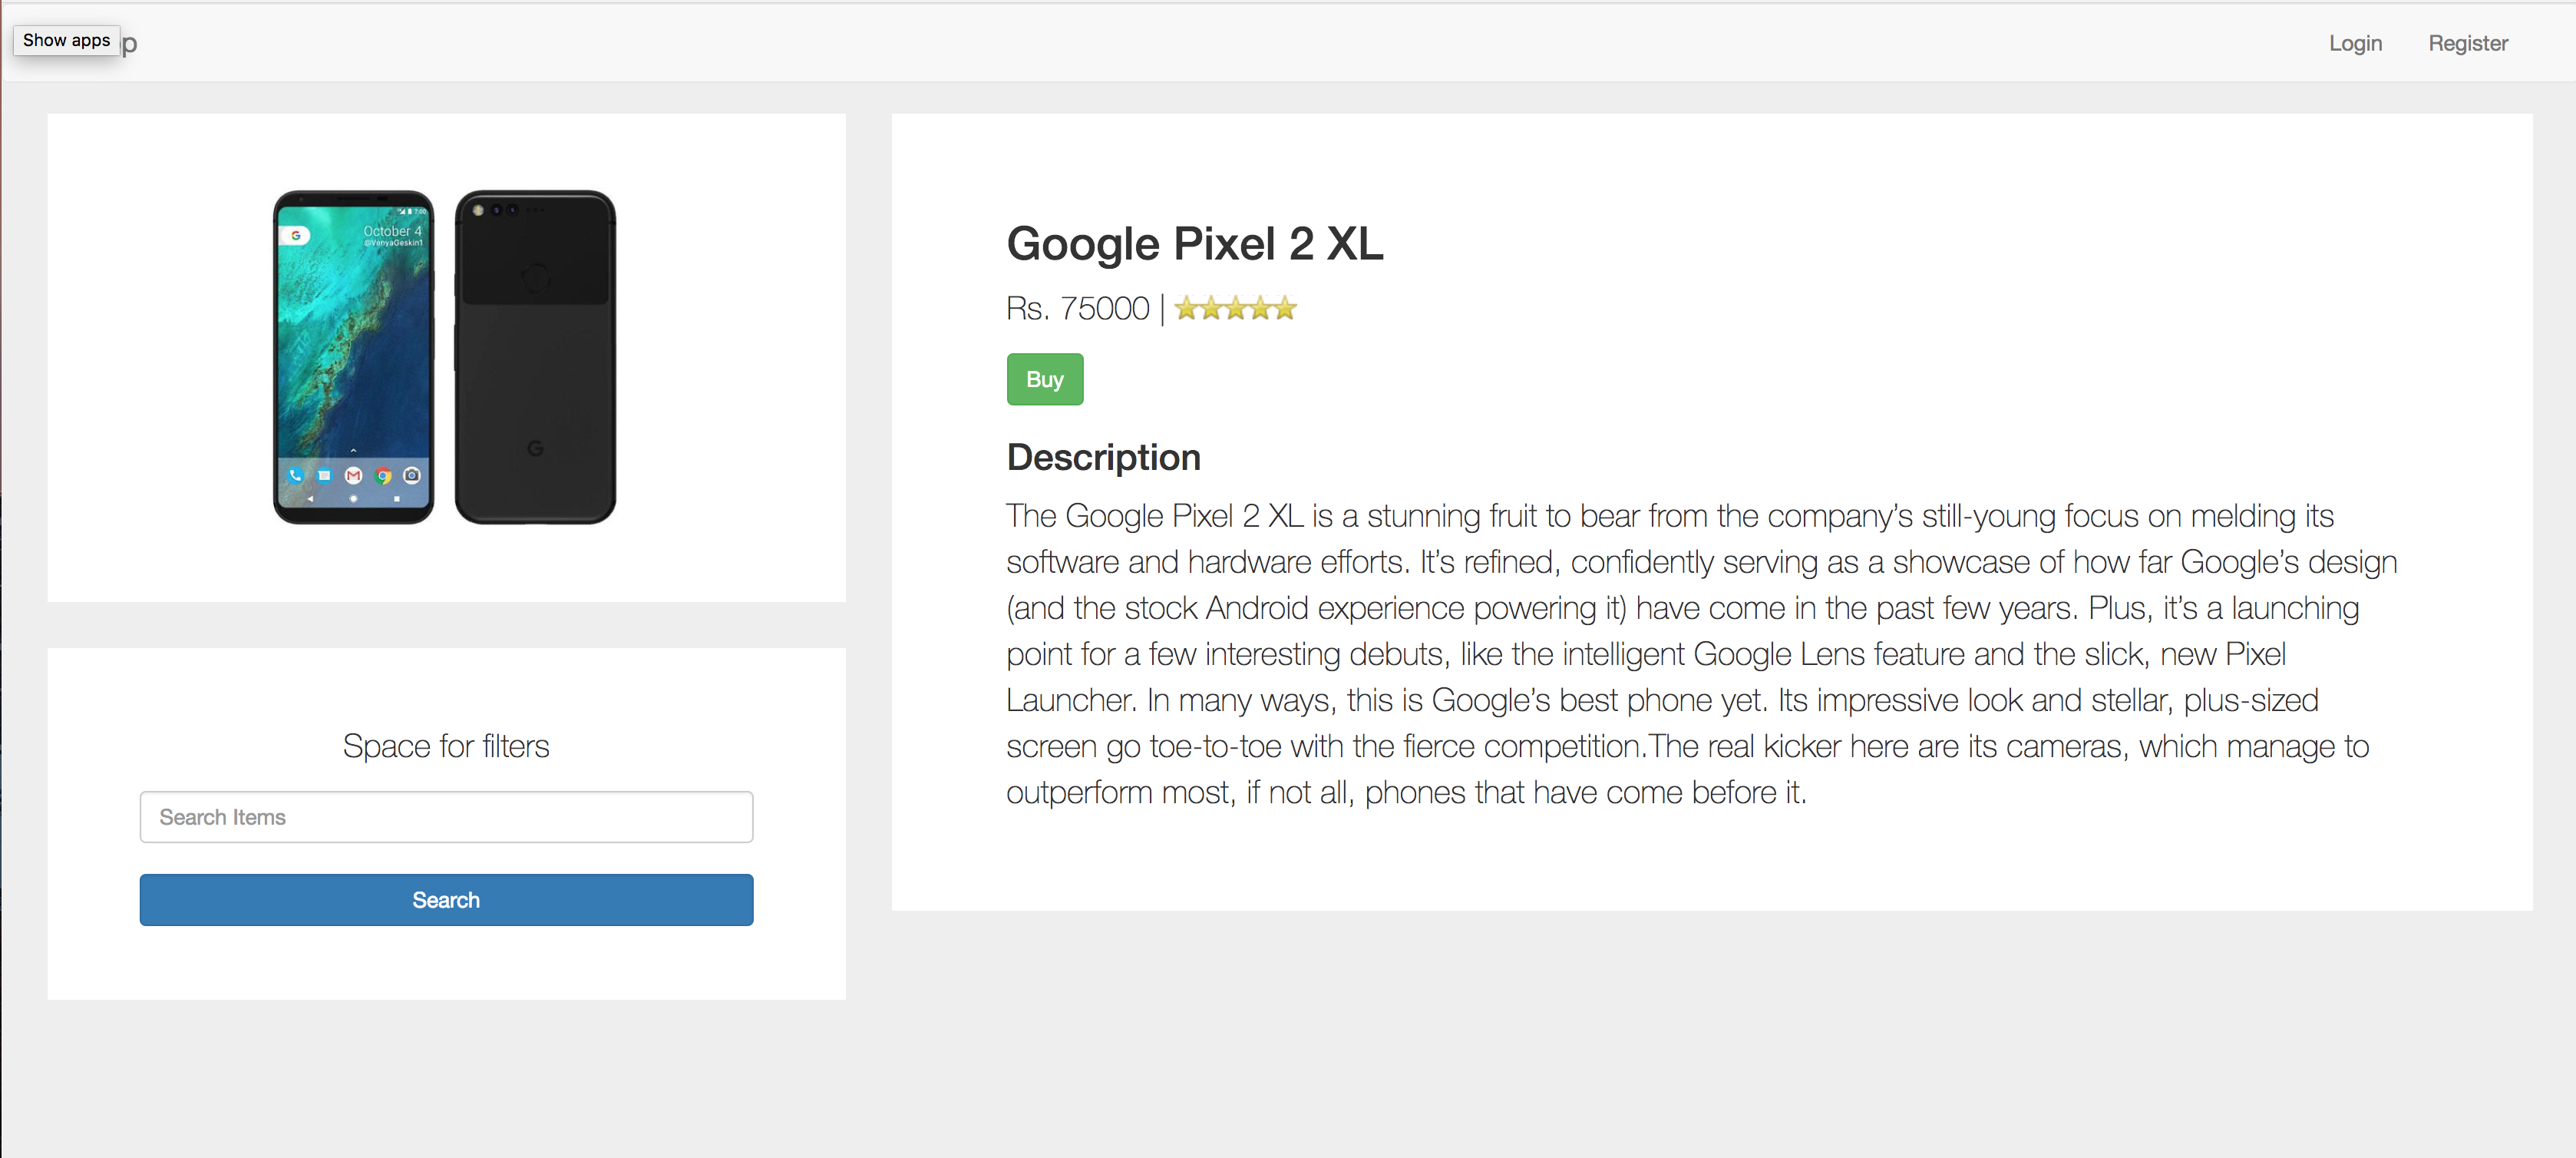 Show apps
p
Login
Register
7:00
October 4
@VenyaGeskin1
G
G
Google Pixel 2 XL
Rs. 75000 |
Buy
Description
The Google Pixel 2 XL is a stunning fruit to bear from the company’s still-young focus on melding its
software and hardware efforts. It’s refined, confidently serving as a showcase of how far Google’s design
(and the stock Android experience powering it) have come in the past few years. Plus, it’s a launching
point for a few interesting debuts, like the intelligent Google Lens feature and the slick, new Pixel
Launcher. In many ways, this is Google’s best phone yet. Its impressive look and stellar, plus-sized
screen go toe-to-toe with the fierce competition.The real kicker here are its cameras, which manage to
outperform most, if not all, phones that have come before it.
Space for filters
Search Items
Search